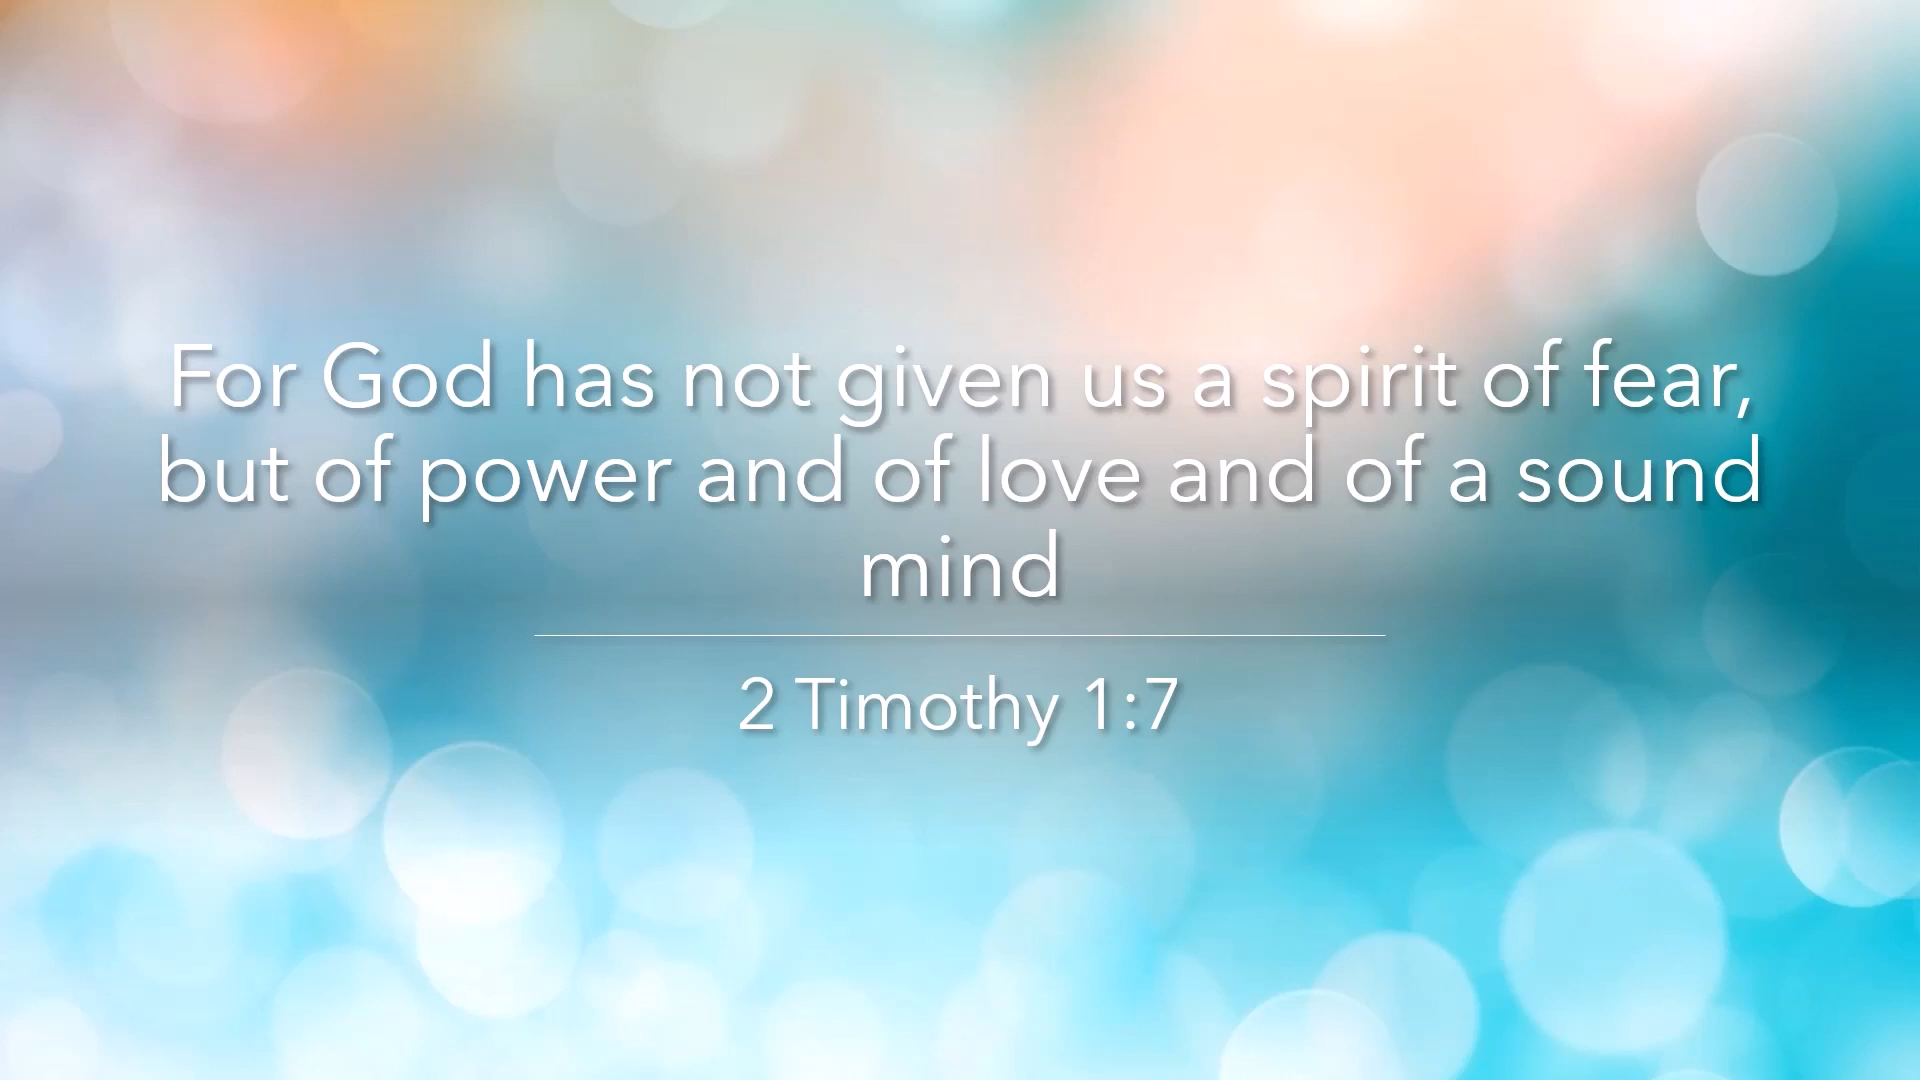 For God has not given us a spirit of fear,
but of power and of love and of a sound
mind
2 Timothy 1:7